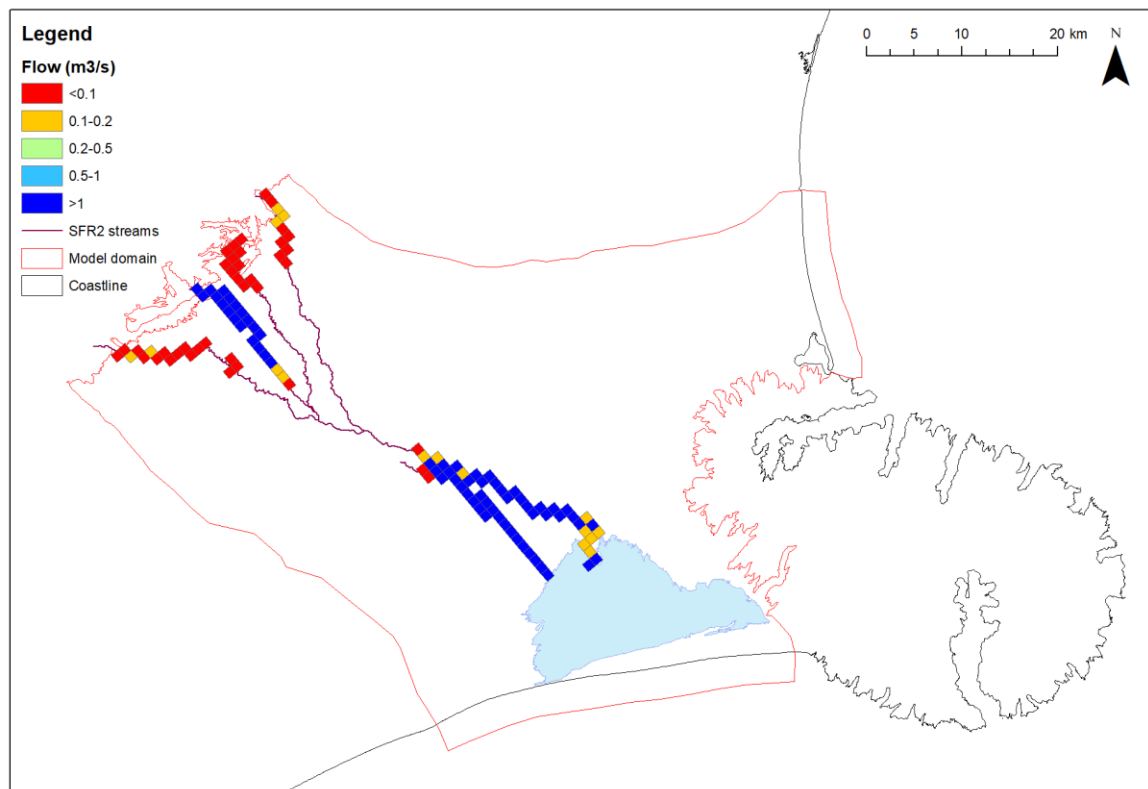 Legend
Flow (m3/s)
<0.1
0.1-0.2
0.2-0.5
0.5-1
>1
SFR2 streams
Model domain
Coastline
0 5 10 20 km
N